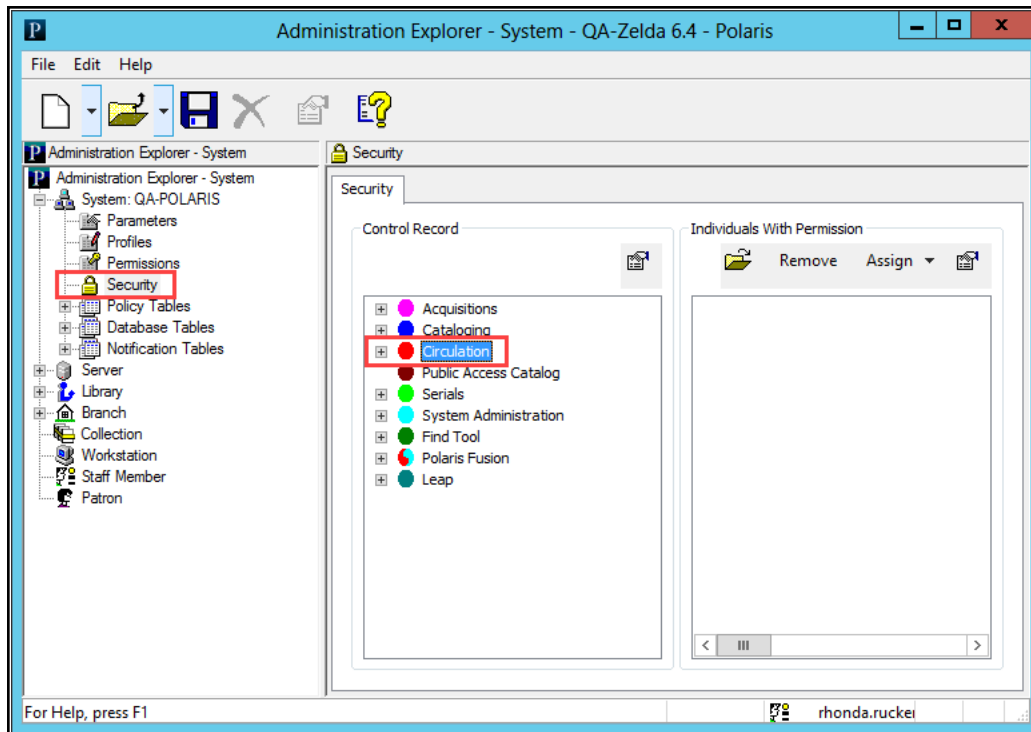 P Administration Explorer - System - QA-Zelda 6.4 - Polaris
File Edit Help
P Administration Explorer - System
Security
P Administration Explorer - System
System: QA-POLARIS
Parameters
Profiles
Permissions
Security
Policy Tables
Database Tables
Notification Tables
Server
Library
Branch
Collection
Workstation
Staff Member
Patron
Security
Control Record
Acquisitions
Cataloging
Circulation
Public Access Catalog
Serials
System Administration
Find Tool
Polaris Fusion
Leap
Individuals With Permission
Remove Assign
For Help, press F1
rhonda.rucker